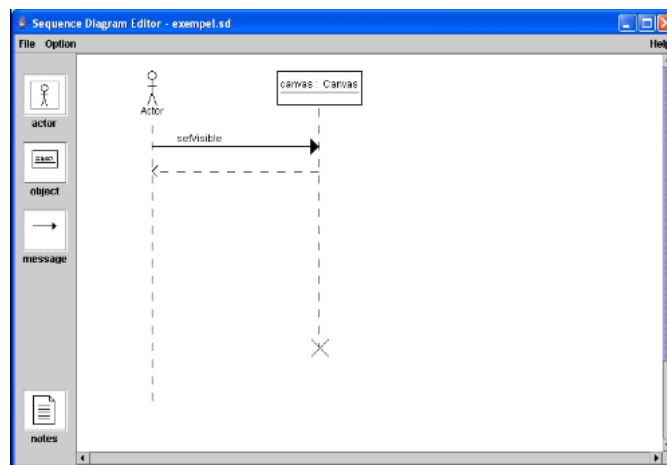 Sequence Diagram Editor - exempel.sd
File Option Help
actor
object
message
notes
Actor
canvas : Canvas
setVisible